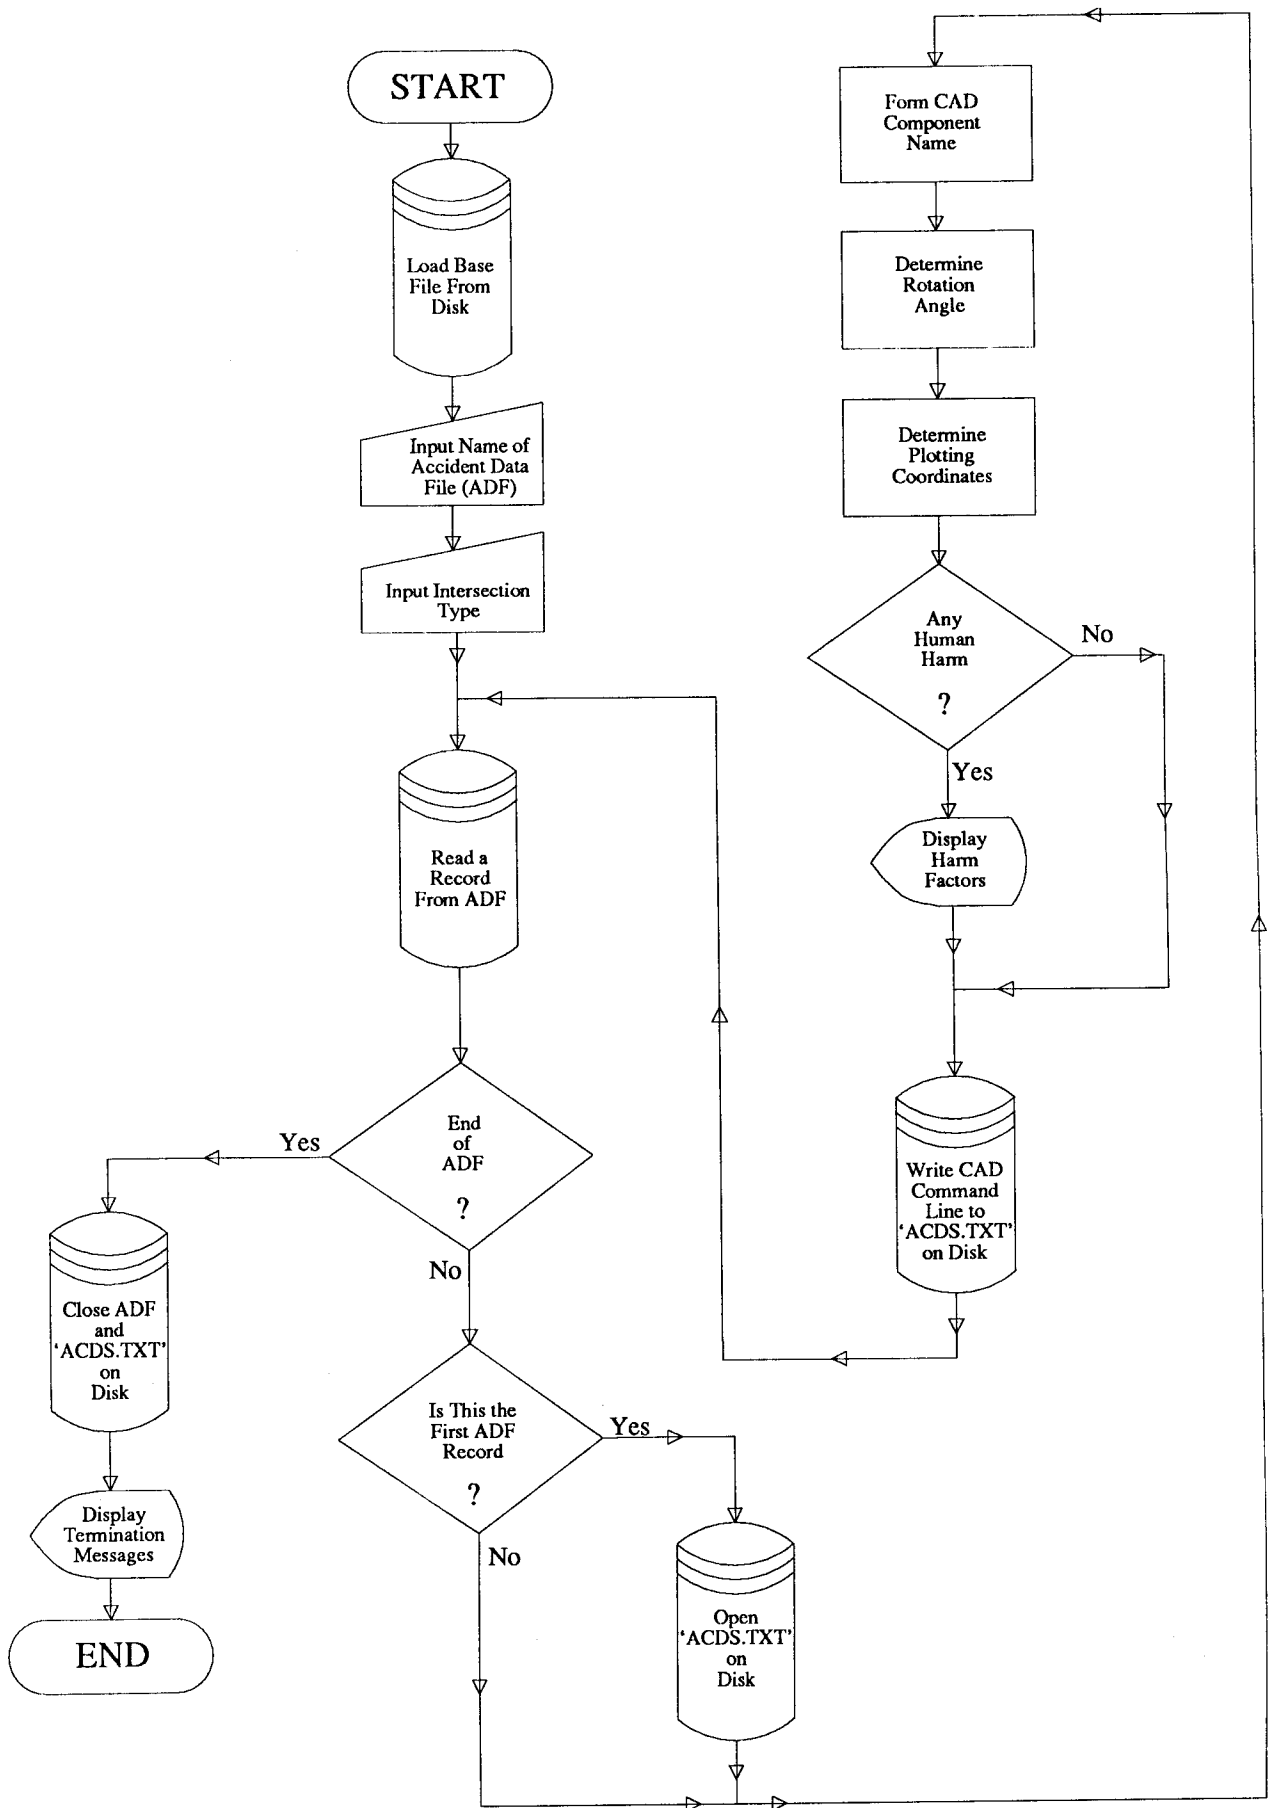 START
Load Base
File From
Disk
Input Name of
Accident Data
File (ADF)
Input Intersection
Type
Read a
Record
From ADF
End
of
ADF
?
Yes
No
Close ADF
and
‘ACDS.TXT’
on
Disk
Display
Termination
Messages
END
Is This the
First ADF
Record
?
Yes
No
Open
‘ACDS.TXT’
on
Disk
Form CAD
Component
Name
Determine
Rotation
Angle
Determine
Plotting
Coordinates
Any
Human
Harm
?
No
Yes
Display
Harm
Factors
Write CAD
Command
Line to
‘ACDS.TXT’
on Disk